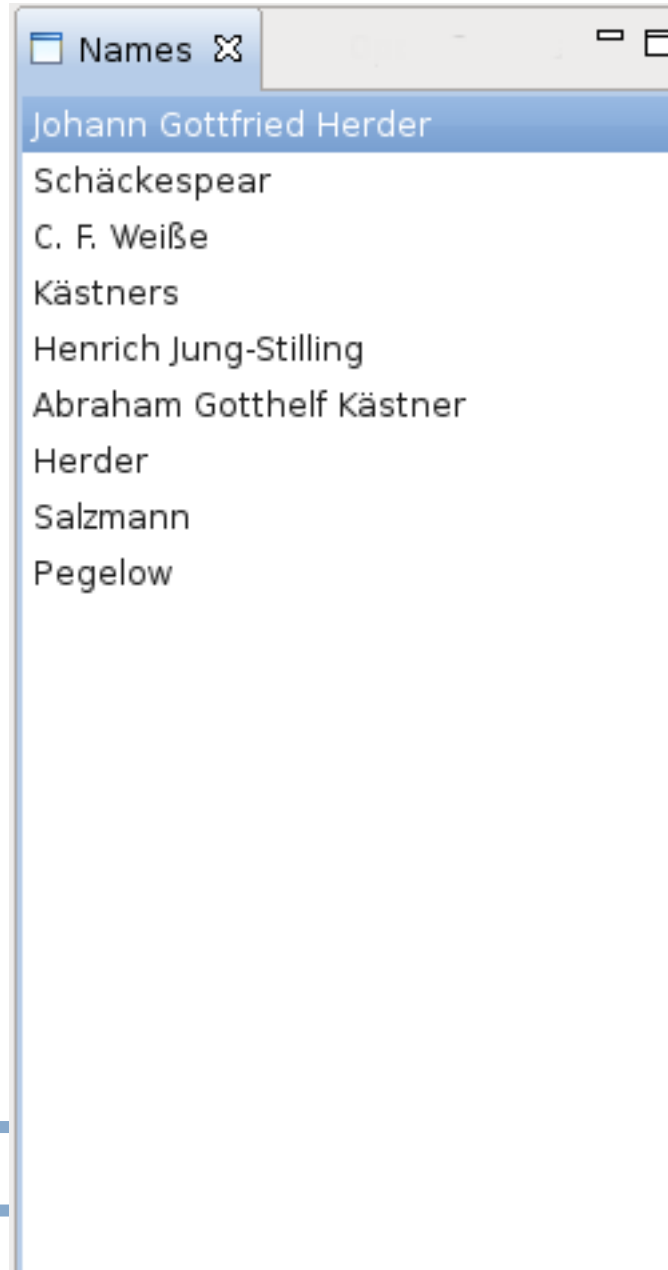 Names
Johann Gottfried Herder
Schäckespear
C. F. Weiße
Kästners
Henrich Jung-Stilling
Abraham Gotthelf Kästner
Herder
Salzmann
Pegelow